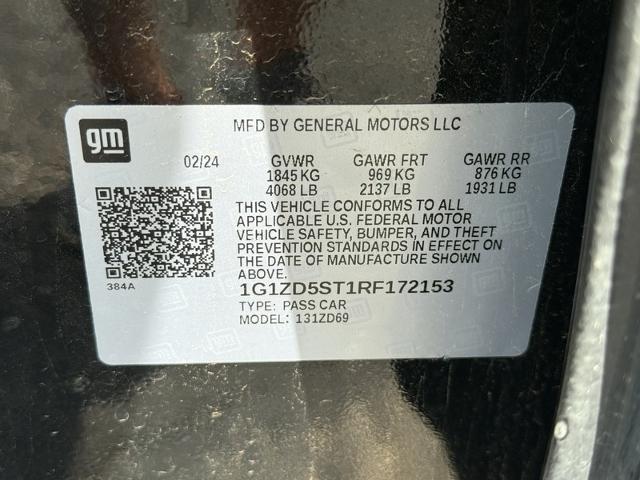 gm
MFD BY GENERAL MOTORS LLC
02/24 GVWR GAWR FRT GAWR RR
1845 KG 969 KG 876 KG
4068 LB 2137 LB 1931 LB
THIS VEHICLE CONFORMS TO ALL
APPLICABLE U.S. FEDERAL MOTOR
VEHICLE SAFETY, BUMPER, AND THEFT
PREVENTION STANDARDS IN EFFECT ON
THE DATE OF MANUFACTURE SHOWN
ABOVE.
384A
1G1ZD5ST1RF172153
TYPE: PASS CAR
MODEL: 131ZD69